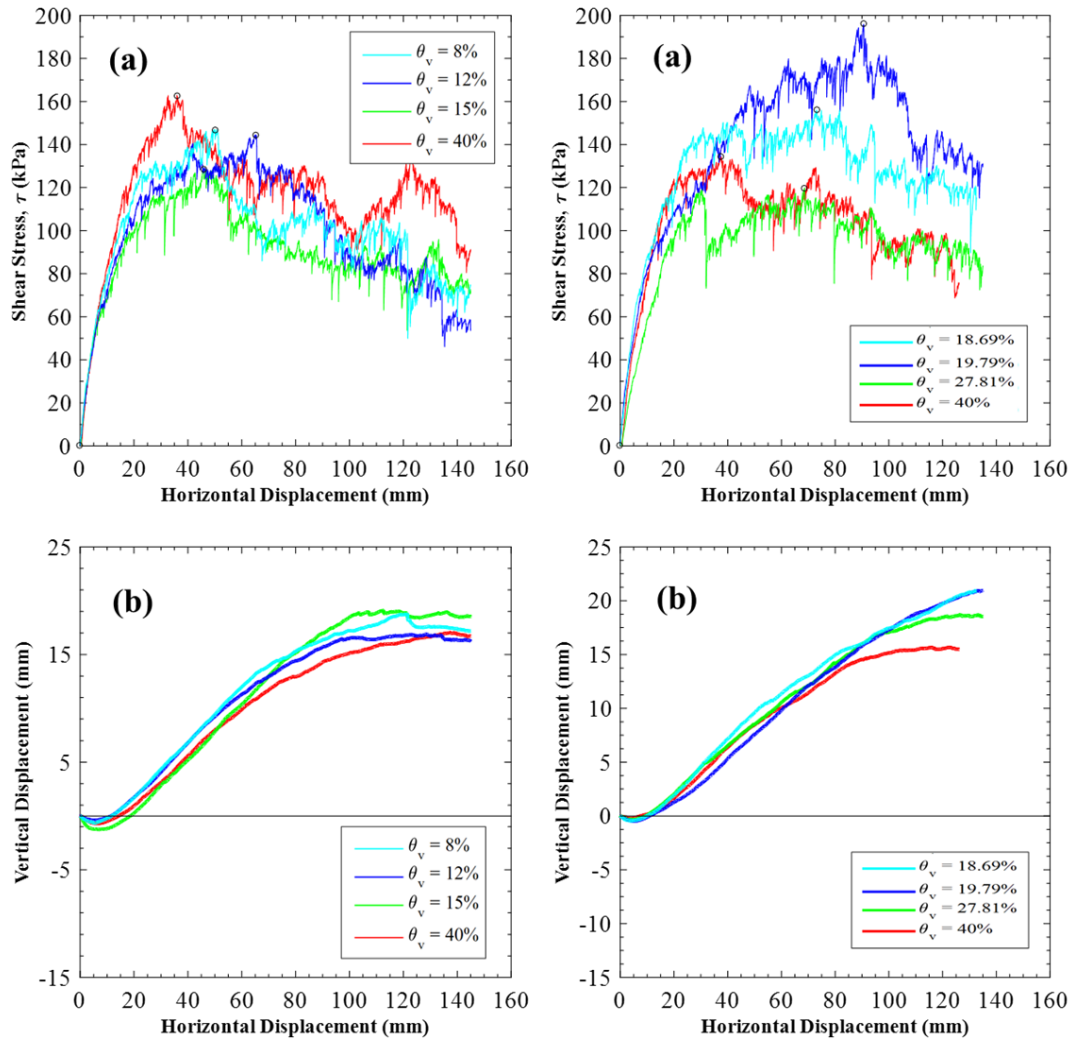 200
180
160
140
120
100
80
60
40
20
0
Shear Stress, τ (kPa)
(a)
θv = 8%
θv = 12%
θv = 15%
θv = 40%
0 20 40 60 80 100 120 140 160
Horizontal Displacement (mm)
200
180
160
140
120
100
80
60
40
20
0
Shear Stress, τ (kPa)
(a)
θv = 18.69%
θv = 19.79%
θv = 27.81%
θv = 40%
0 20 40 60 80 100 120 140 160
Horizontal Displacement (mm)
25
15
5
-5
-15
Vertical Displacement (mm)
(b)
θv = 8%
θv = 12%
θv = 15%
θv = 40%
0 20 40 60 80 100 120 140 160
Horizontal Displacement (mm)
25
20
15
10
5
0
-5
-10
-15
Vertical Displacement (mm)
(b)
θv = 18.69%
θv = 19.79%
θv = 27.81%
θv = 40%
0 20 40 60 80 100 120 140 160
Horizontal Displacement (mm)